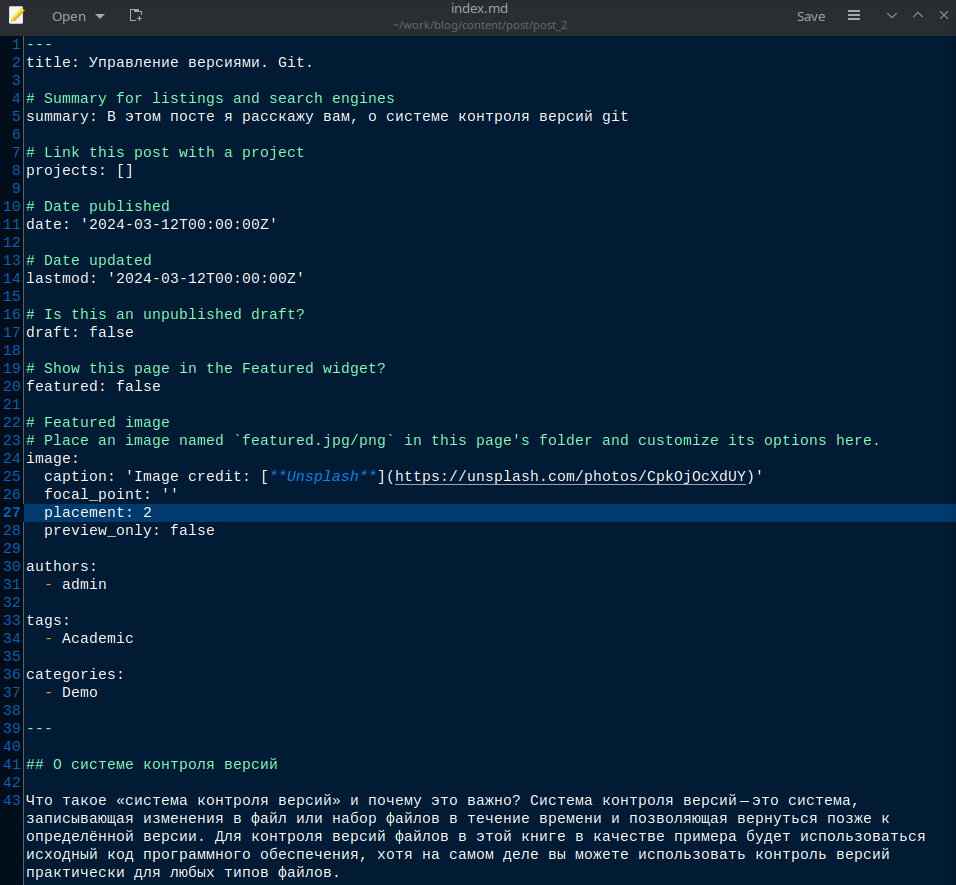 Open
index.md
~/work/blog/content/post/post_2
Save
1 ---
2 title: Управление версиями. Git.
3
4 # Summary for listings and search engines
5 summary: В этом посте я расскажу вам, о системе контроля версий git
6
7 # Link this post with a project
8 projects: []
9
10 # Date published
11 date: '2024-03-12T00:00:00Z'
12
13 # Date updated
14 lastmod: '2024-03-12T00:00:00Z'
15
16 # Is this an unpublished draft?
17 draft: false
18
19 # Show this page in the Featured widget?
20 featured: false
21
22 # Featured image
23 # Place an image named `featured.jpg/png` in this page's folder and customize its options here.
24 image:
25   caption: 'Image credit: [**Unsplash**](https://unsplash.com/photos/CpkOjOcXdUY)'
26   focal_point: ''
27   placement: 2
28   preview_only: false
29
30 authors:
31   - admin
32
33 tags:
34   - Academic
35
36 categories:
37   - Demo
38
39 ---
40
41 ## О системе контроля версий
42
43 Что такое «система контроля версий» и почему это важно? Система контроля версий — это система,
записывающая изменения в файл или набор файлов в течение времени и позволяющая вернуться позже к
определённой версии. Для контроля версий файлов в этой книге в качестве примера будет использоваться
исходный код программного обеспечения, хотя на самом деле вы можете использовать контроль версий
практически для любых типов файлов.